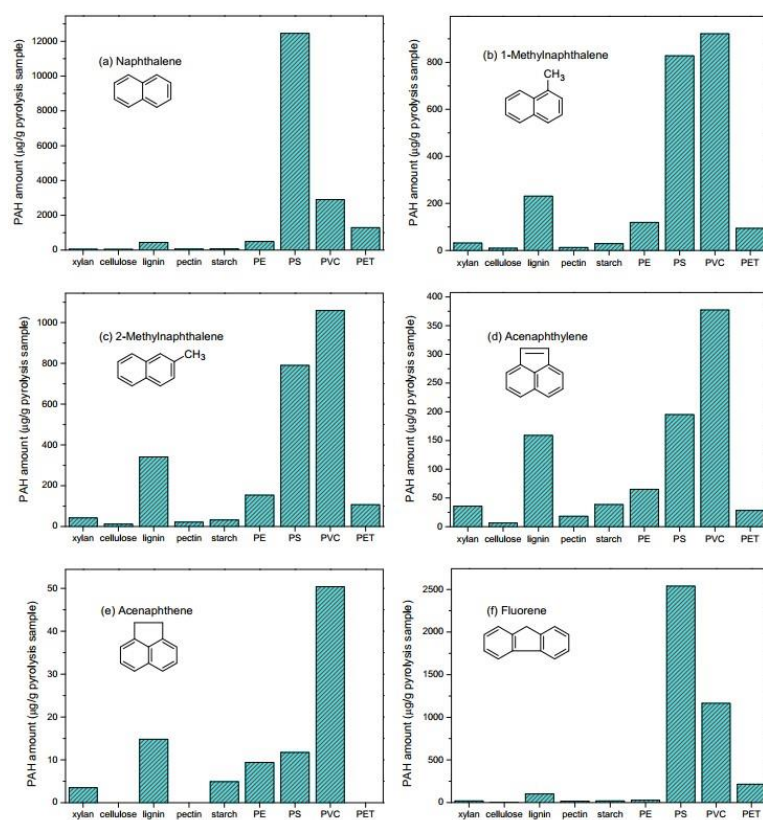 (a) Naphthalene
PAH amount (μg/g pyrolysis sample)
12000
10000
8000
6000
4000
2000
0
xylan cellulose lignin pectin starch PE PS PVC PET
(b) 1-Methylnaphthalene
CH3
PAH amount (μg/g pyrolysis sample)
800
600
400
200
0
xylan cellulose lignin pectin starch PE PS PVC PET
(c) 2-Methylnaphthalene
CH3
PAH amount (μg/g pyrolysis sample)
1000
800
600
400
200
0
xylan cellulose lignin pectin starch PE PS PVC PET
(d) Acenaphthylene
PAH amount (μg/g pyrolysis sample)
400
350
300
250
200
150
100
50
0
xylan cellulose lignin pectin starch PE PS PVC PET
(e) Acenaphthene
PAH amount (μg/g pyrolysis sample)
50
40
30
20
10
0
xylan cellulose lignin pectin starch PE PS PVC PET
(f) Fluorene
PAH amount (μg/g pyrolysis sample)
2500
2000
1500
1000
500
0
xylan cellulose lignin pectin starch PE PS PVC PET